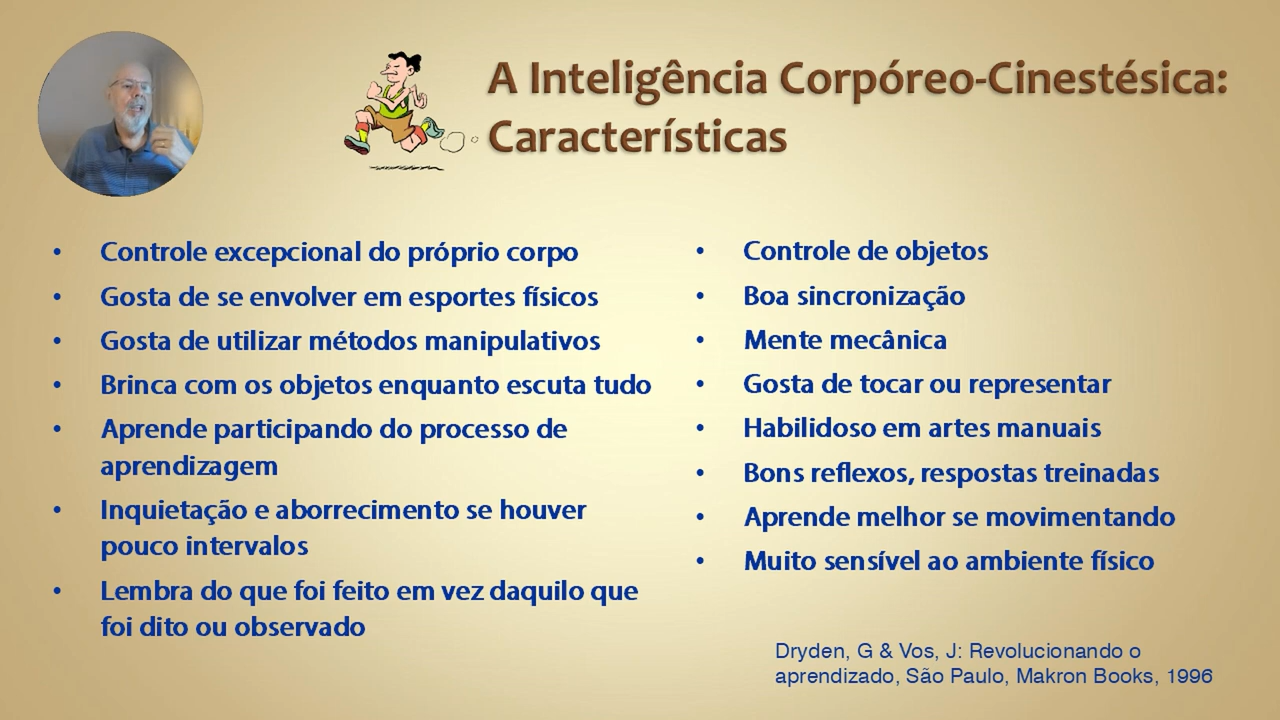 A Inteligência Corpóreo-Cinestésica:
Características
• Controle excepcional do próprio corpo
• Gosta de se envolver em esportes físicos
• Gosta de utilizar métodos manipulativos
• Brinca com os objetos enquanto escuta tudo
• Aprende participando do processo de
aprendizagem
• Inquietação e aborrecimento se houver
pouco intervalos
• Lembra do que foi feito em vez daquilo que
foi dito ou observado
• Controle de objetos
• Boa sincronização
• Mente mecânica
• Gosta de tocar ou representar
• Habilidoso em artes manuais
• Bons reflexos, respostas treinadas
• Aprende melhor se movimentando
• Muito sensível ao ambiente físico
Dryden, G & Vos, J: Revolucionando o
aprendizado, São Paulo, Makron Books, 1996